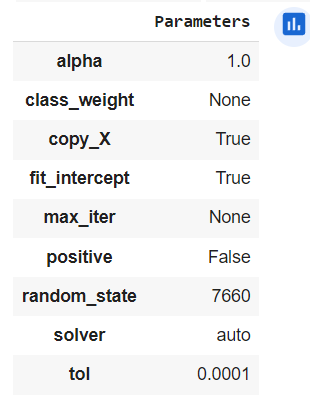 Parameters
alpha 1.0
class_weight None
copy_X True
fit_intercept True
max_iter None
positive False
random_state 7660
solver auto
tol 0.0001